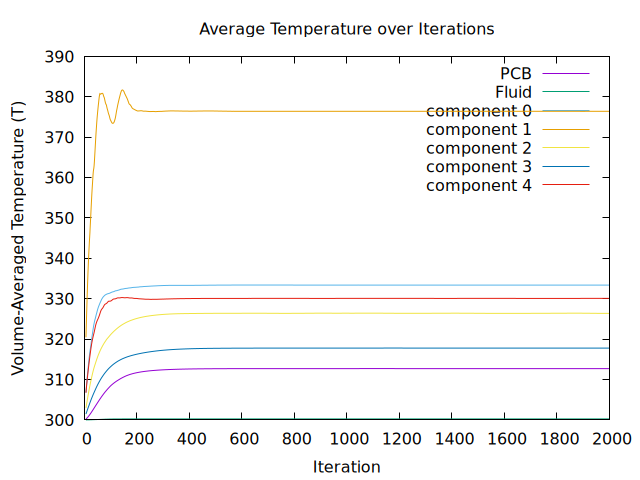 Average Temperature over Iterations
Volume-Averaged Temperature (T)
390
380
370
360
350
340
330
320
310
300
PCB
Fluid
component 0
component 1
component 2
component 3
component 4
0 200 400 600 800 1000 1200 1400 1600 1800 2000
Iteration